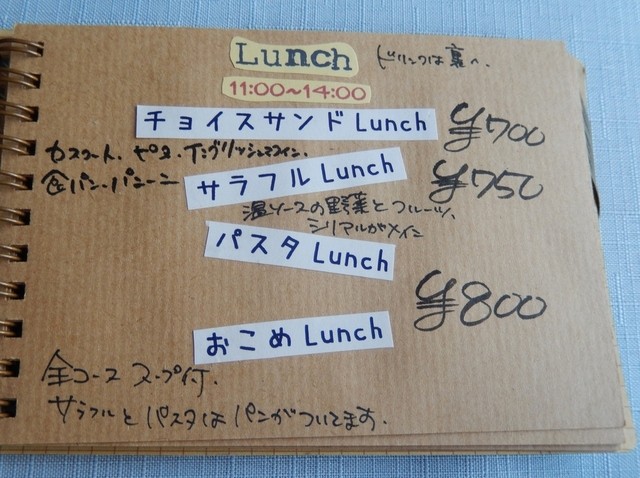 Lunch
ドリンクは裏へ。
11:00~14:00
チョイスサンドLunch ¥700
カスクート、ピタ、イングリッシュマフィン、
食パン、パニーニ
サラフルLunch ¥750
温ソースの野菜とフルーツ、
シリアルがメイン
パスタLunch
¥800
おこめLunch
全コース スープ付。
サラフルとパスタはパンがついてます。